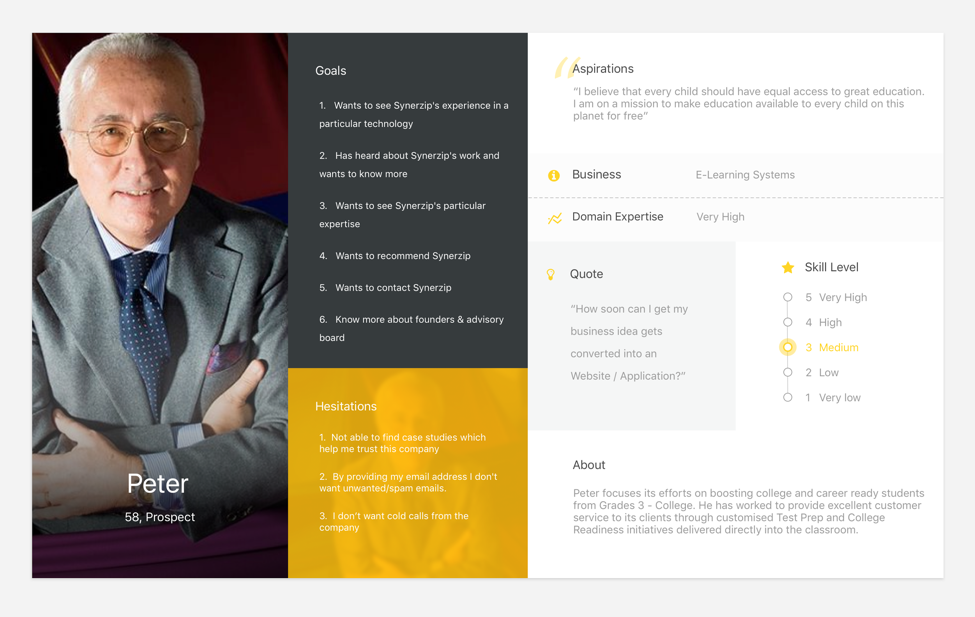 Peter
58, Prospect
Goals
1. Wants to see Synerzip's experience in a
particular technology
2. Has heard about Synerzip's work and
wants to know more
3. Wants to see Synerzip's particular
expertise
4. Wants to recommend Synerzip
5. Wants to contact Synerzip
6. Know more about founders & advisory
board
Hesitations
1. Not able to find case studies which
help me trust this company
2. By providing my email address I don't
want unwanted/spam emails.
3. I don't want cold calls from the
company
Aspirations
“I believe that every child should have equal access to great education.
I am on a mission to make education available to every child on this
planet for free”
Business E-Learning Systems
Domain Expertise Very High
Quote
“How soon can I get my
business idea gets
converted into an
Website / Application?”
Skill Level
5 Very High
4 High
3 Medium
2 Low
1 Very low
About
Peter focuses its efforts on boosting college and career ready students
from Grades 3 - College. He has worked to provide excellent customer
service to its clients through customised Test Prep and College
Readiness initiatives delivered directly into the classroom.